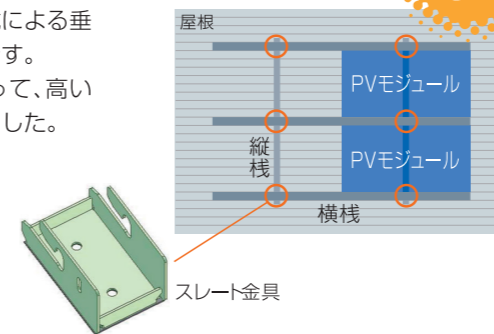 による垂
す。
って、高い
した。
屋根
PVモジュール
PVモジュール
縦桟
横桟
スレート金具